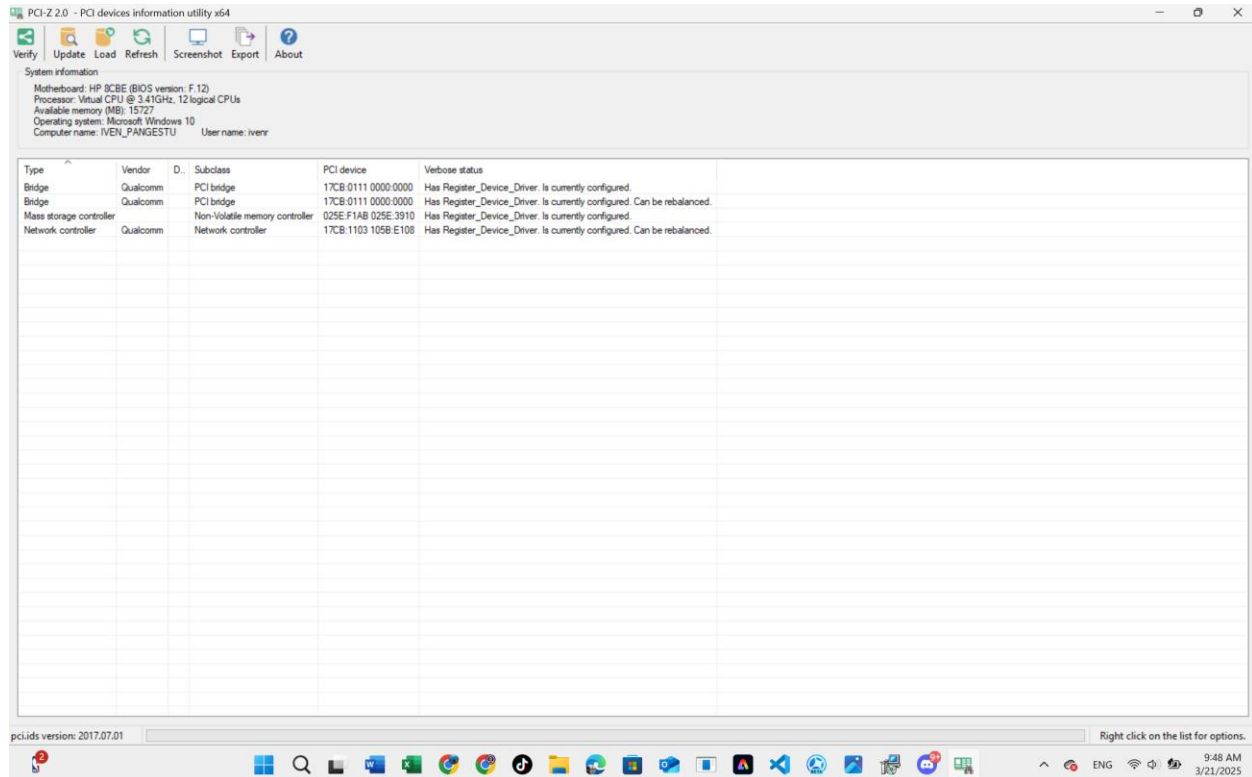 PCI-Z 2.0 - PCI devices information utility x64
Verify Update Load Refresh Screenshot Export About
System information
Motherboard: HP 8CBE (BIOS version: F.12)
Processor: Virtual CPU @ 3.41GHz, 12 logical CPUs
Available memory (MB): 15727
Operating system: Microsoft Windows 10
Computer name: IVEN_PANGESTU User name: ivenr
Type Vendor D.. Subclass PCI device Verbose status
Bridge Qualcomm PCI bridge 17CB:0111 0000:0000 Has Register_Device_Driver. Is currently configured.
Bridge Qualcomm PCI bridge 17CB:0111 0000:0000 Has Register_Device_Driver. Is currently configured. Can be rebalanced.
Mass storage controller Non-Volatile memory controller 025E:F1AB 025E:3910 Has Register_Device_Driver. Is currently configured.
Network controller Qualcomm Network controller 17CB:1103 105B:E108 Has Register_Device_Driver. Is currently configured. Can be rebalanced.
pci.ids version: 2017.07.01 Right click on the list for options.
2 9+ ENG 9:48 AM
3/21/2025